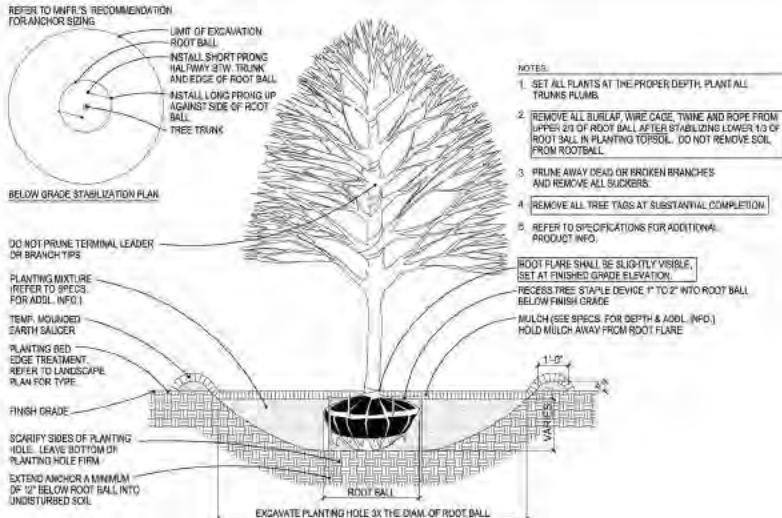 REFER TO MNFR.'S RECOMMENDATION
FOR ANCHOR SIZING
LIMIT OF EXCAVATION
ROOT BALL
INSTALL SHORT PRONG
HALFWAY BTW. TRUNK
AND EDGE OF ROOT BALL
INSTALL LONG PRONG UP
AGAINST SIDE OF ROOT
BALL
TREE TRUNK
BELOW GRADE STABILIZATION PLAN
DO NOT PRUNE TERMINAL LEADER
OR BRANCH TIPS
PLANTING MIXTURE
(REFER TO SPECS.
FOR ADDL. INFO.)
TEMP. MOUNDED
EARTH SAUCER
PLANTING BED
EDGE TREATMENT,
REFER TO LANDSCAPE
PLAN FOR TYPE
FINISH GRADE
SCARIFY SIDES OF PLANTING
HOLE. LEAVE BOTTOM OF
PLANTING HOLE FIRM
EXTEND ANCHOR A MINIMUM
OF 12" BELOW ROOT BALL INTO
UNDISTURBED SOIL
NOTES:
1. SET ALL PLANTS AT THE PROPER DEPTH, PLANT ALL
TRUNKS PLUMB.
2. REMOVE ALL BURLAP, WIRE CAGE, TWINE AND ROPE FROM
UPPER 2/3 OF ROOT BALL AFTER STABILIZING LOWER 1/3 OF
ROOT BALL IN PLANTING TOPSOIL. DO NOT REMOVE SOIL
FROM ROOTBALL
3. PRUNE AWAY DEAD OR BROKEN BRANCHES
AND REMOVE ALL SUCKERS.
4. REMOVE ALL TREE TAGS AT SUBSTANTIAL COMPLETION
5. REFER TO SPECIFICATIONS FOR ADDITIONAL
PRODUCT INFO.
ROOT FLARE SHALL BE SLIGHTLY VISIBLE,
SET AT FINISHED GRADE ELEVATION.
RECESS TREE STAPLE DEVICE 1" TO 2" INTO ROOT BALL
BELOW FINISH GRADE
MULCH (SEE SPECS. FOR DEPTH & ADDL. INFO.)
HOLD MULCH AWAY FROM ROOT FLARE
1'-0"
VARIES
ROOT BALL
EXCAVATE PLANTING HOLE 3X THE DIAM. OF ROOT BALL